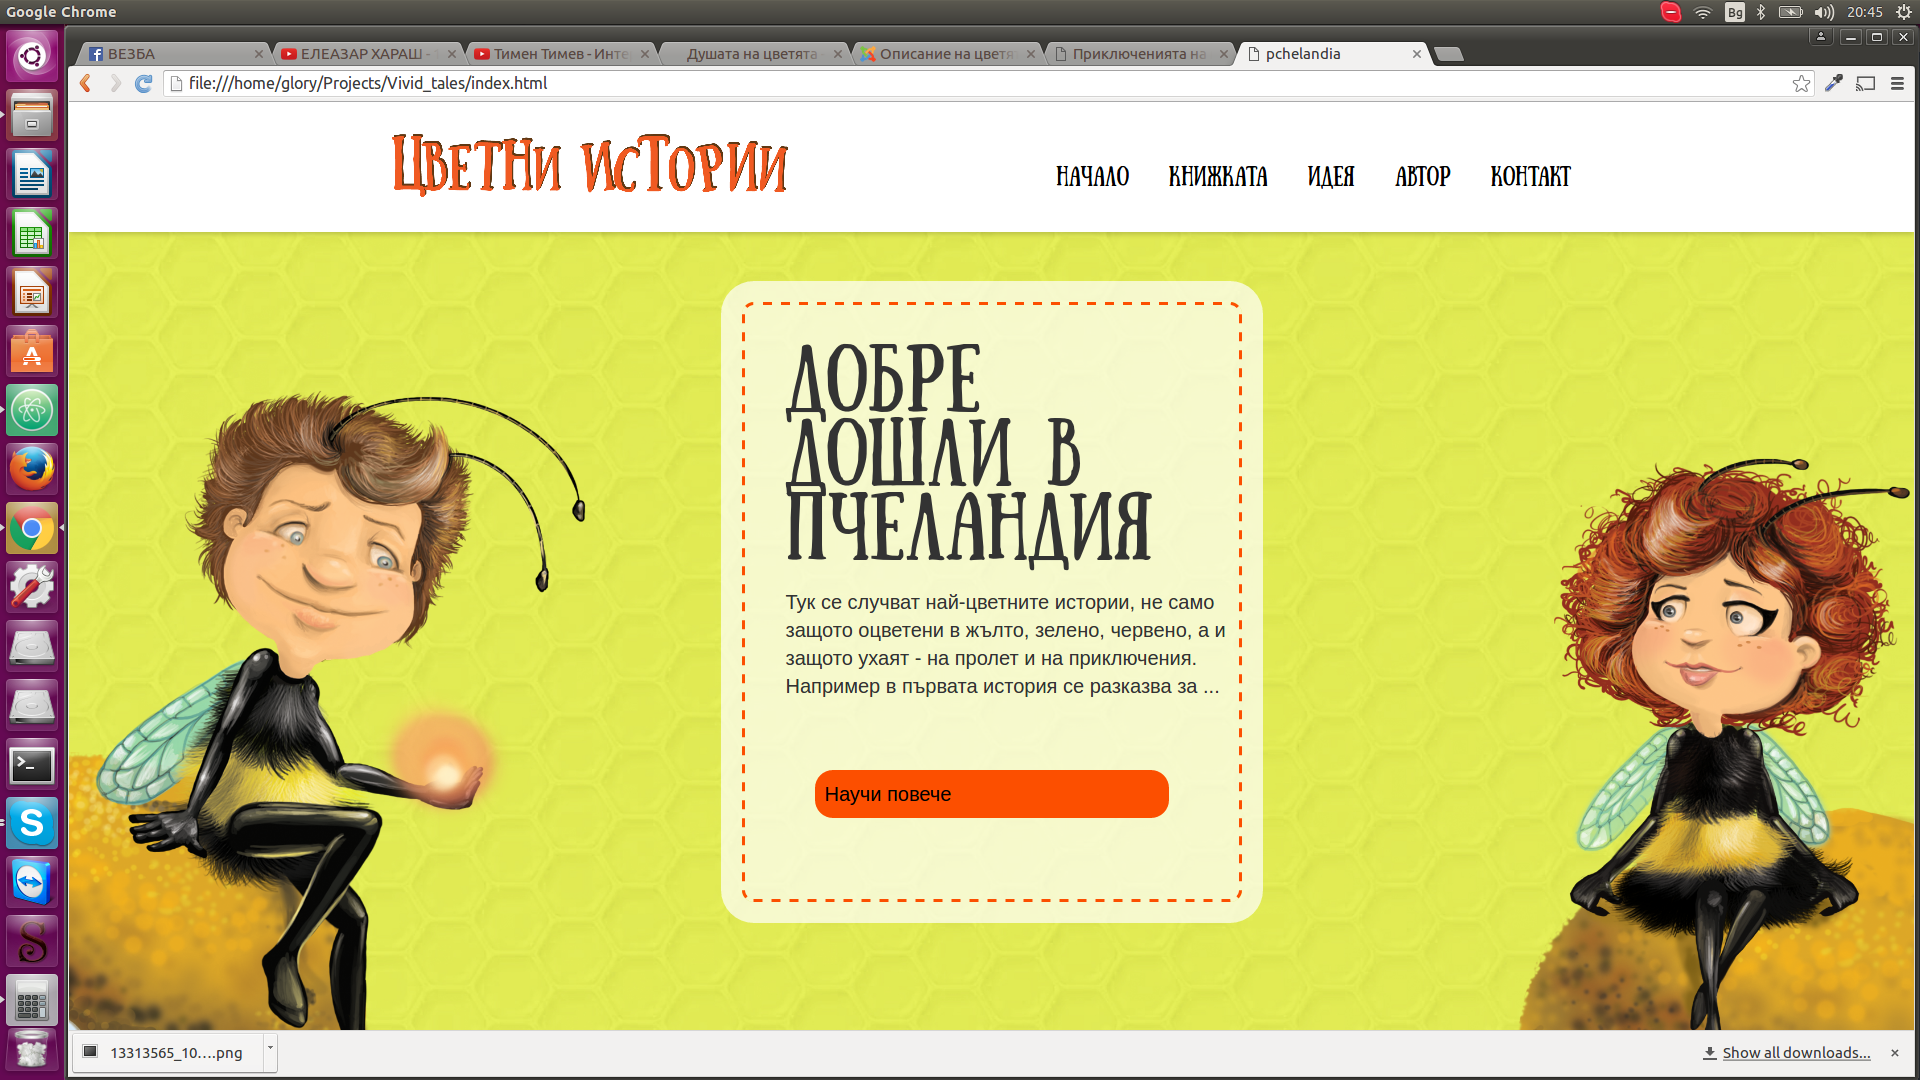 Google Chrome
Bg
20:45
ВЕЗБА
ЕЛЕАЗАР ХАРАШ -
Тимен Тимев - Инте
Душата на цветята
Описание на цветя
Приключенията на
pchelandia
file:///home/glory/Projects/Vivid_tales/index.html
Цветни истории
НАЧАЛО
КНИЖКАТА
ИДЕЯ
АВТОР
КОНТАКТ
ДОБРЕ
ДОШЛИ В
ПЧЕЛАНДИЯ
Тук се случват най-цветните истории, не само
защото оцветени в жълто, зелено, червено, а и
защото ухаят - на пролет и на приключения.
Например в първата история се разказва за ...
Научи повече
13313565_10....png
Show all downloads...